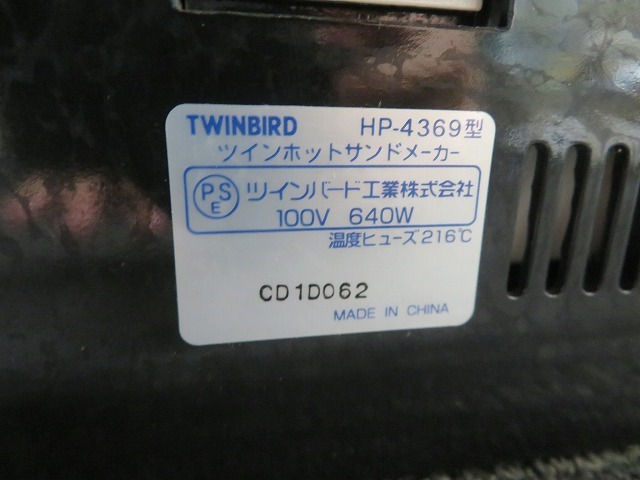 TWINBIRD HP-4369型
ツインホットサンドメーカー
PSE ツインバード工業株式会社
100V 640W
温度ヒューズ216℃
CD1D062
MADE IN CHINA